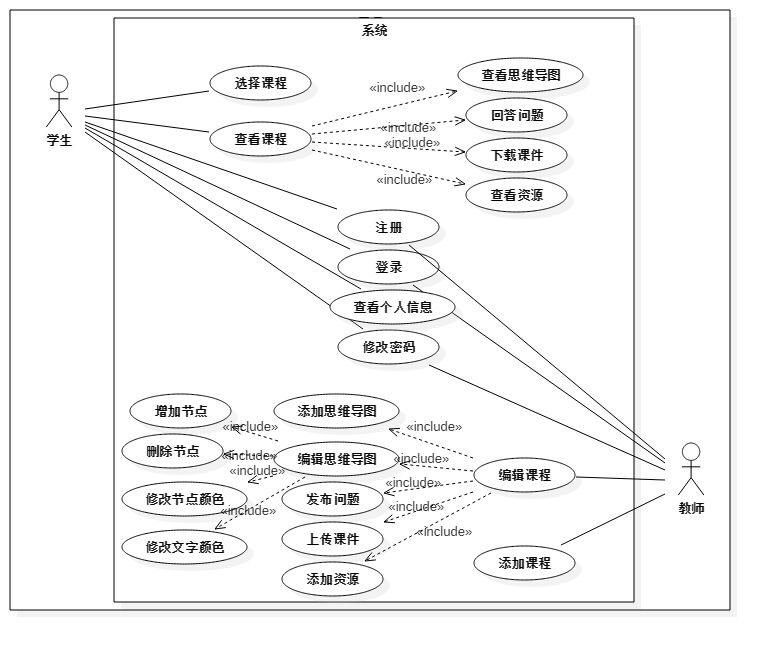 系统
选择课程
«include»
查看思维导图
学生
查看课程
«include»
回答问题
«include»
下载课件
«include»
查看资源
注册
登录
查看个人信息
修改密码
增加节点
添加思维导图
«include»
«include»
删除节点
«include»
编辑思维导图
«include»
编辑课程
«include»
修改节点颜色
发布问题
«include»
教师
«include»
«include»
修改文字颜色
上传课件
«include»
添加课程
添加资源